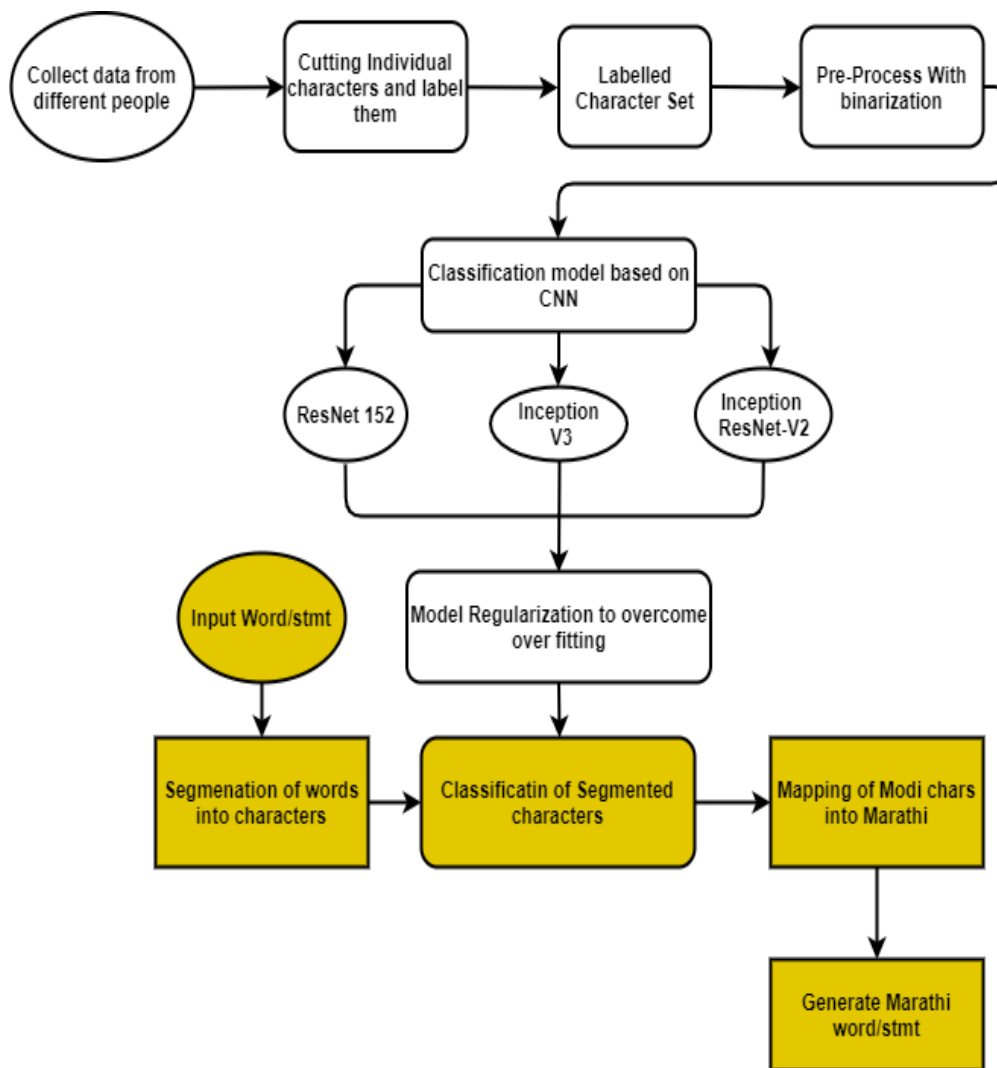 Collect data from
different people
Cutting Individual
characters and label
them
Labelled
Character Set
Pre-Process With
binarization
Classification model based on
CNN
ResNet 152
Inception
V3
Inception
ResNet-V2
Input Word/stmt
Model Regularization to overcome
over fitting
Segmenation of words
into characters
Classificatin of Segmented
characters
Mapping of Modi chars
into Marathi
Generate Marathi
word/stmt